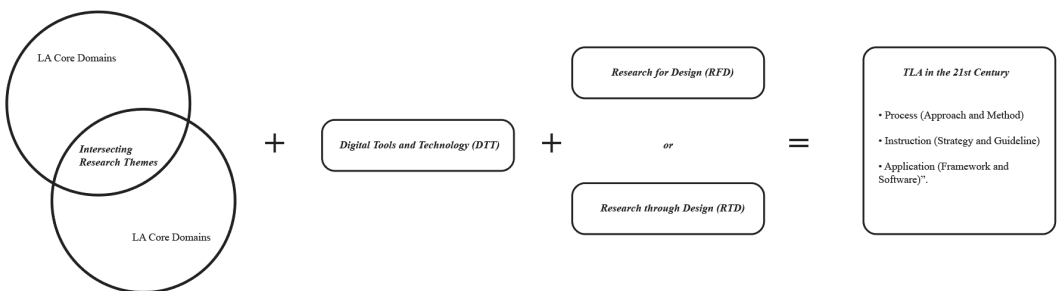 LA Core Domains
Intersecting
Research Themes
LA Core Domains
+
Digital Tools and Technology (DTT)
+
Research for Design (RFD)
or
Research through Design (RTD)
=
TLA in the 21st Century
• Process (Approach and Method)
• Instruction (Strategy and Guideline)
• Application (Framework and
Software)”.